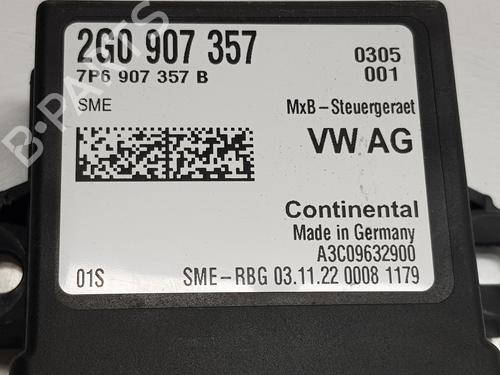 2G0 907 357
0305
7P6 907 357 B
001
SME
MxB-Steuergeraet
VW AG
Continental
Made in Germany
A3C09632900
01S
SME-RBG 03.11.22 0008 1179
B-PARTS